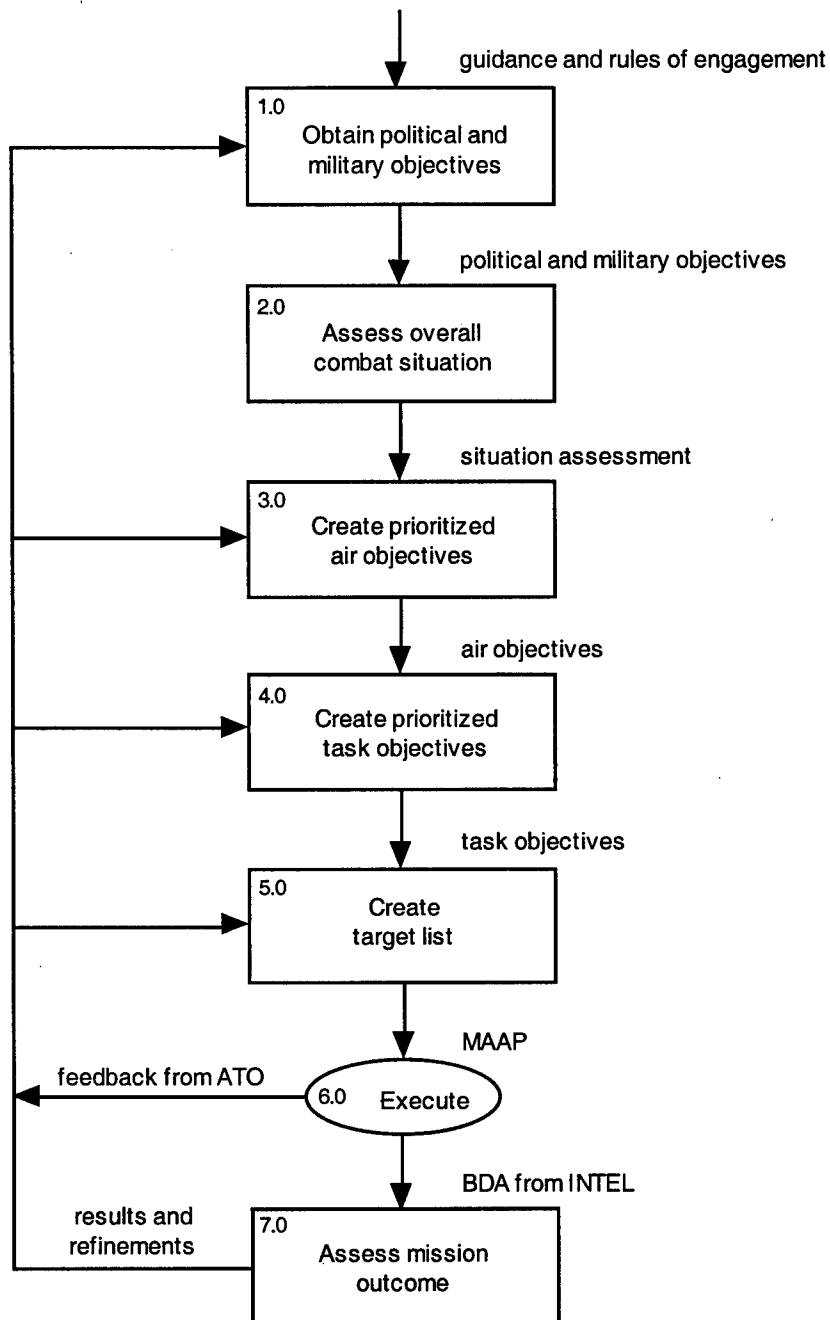 guidance and rules of engagement
1.0
Obtain political and
military objectives
political and military objectives
2.0
Assess overall
combat situation
situation assessment
3.0
Create prioritized
air objectives
air objectives
4.0
Create prioritized
task objectives
task objectives
5.0
Create
target list
MAAP
feedback from ATO
6.0 Execute
BDA from INTEL
results and
refinements
7.0
Assess mission
outcome